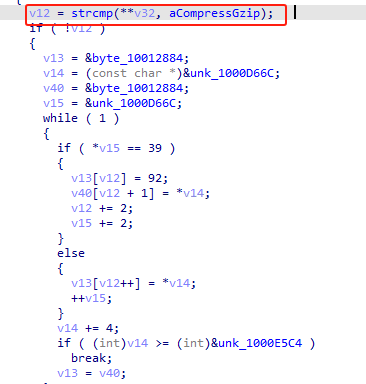 {
v12 = strcmp(**v32, aCompressGzip);
if ( !v12 )
{
v13 = &byte_10012884;
v14 = (const char *)&unk_1000D66C;
v40 = &byte_10012884;
v15 = &unk_1000D66C;
while ( 1 )
{
if ( *v15 == 39 )
{
v13[v12] = 92;
v40[v12 + 1] = *v14;
v12 += 2;
v15 += 2;
}
else
{
v13[v12++] = *v14;
++v15;
}
v14 += 4;
if ( (int)v14 >= (int)&unk_1000E5C4 )
break;
v13 = v40;